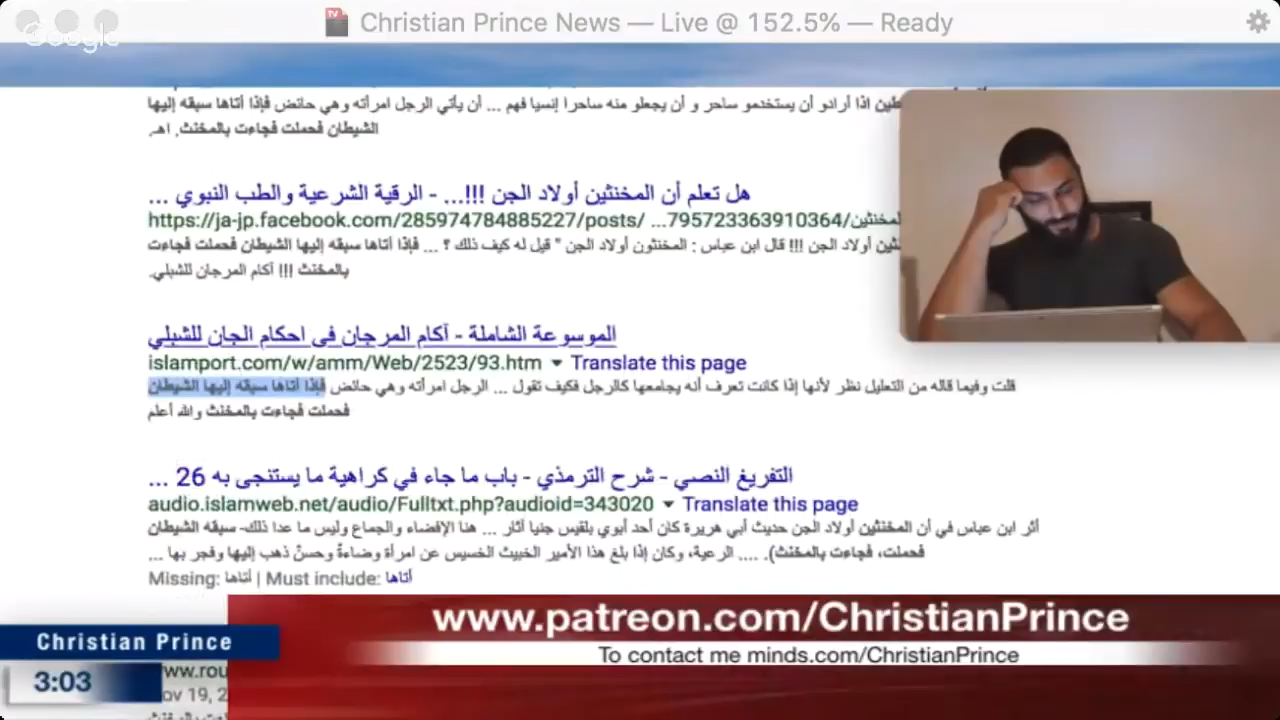 Christian Prince News — Live @ 152.5% — Ready
Google
اذا أرادو أن يستخدمو ساحر و أن يجعلو منه ساحرا إنسيا فهم ... أن يأتي الرجل امرأته وهي حائض فإذا أتاها سبقه إليها
الشيطان فحملت فجاءت بالمخنث. اهـ.
هل تعلم أن المخنثين أولاد الجن !!!... - الرقية الشرعية والطب النبوي ...
https://ja-jp.facebook.com/285974784885227/posts/ ...795723363910364/المخنثين
أولاد الجن !!! قال ابن عباس : المخنثون أولاد الجن " قيل له كيف ذلك ؟ ... فإذا أتاها سبقه إليها الشيطان فحملت فجاءت
بالمخنث !!! آكام المرجان للشبلي.
الموسوعة الشاملة - آكام المرجان في احكام الجان للشبلي
islamport.com/w/amm/Web/2523/93.htm ▾ Translate this page
قلت وفيما قاله من التعليل نظر لأنها إذا كانت تعرف أنه يجامعها كالرجل فكيف تقول ... الرجل امرأته وهي حائض فإذا أتاها سبقه إليها الشيطان
فحملت فجاءت بالمخنث والله أعلم
التفريغ النصي - شرح الترمذي - باب ما جاء في كراهية ما يستنجى به 26 ...
audio.islamweb.net/audio/Fulltxt.php?audioid=343020 ▾ Translate this page
أثر ابن عباس في أن المخنثين أولاد الجن حديث أبي هريرة كان أحد أبوي بلقيس جنيا آثار ... هنا الإفضاء والجماع وليس ما عدا ذلك- سبقه الشيطان
فحملت، فجاءت بالمخنث). .... الرعية، وكان إذا بلغ هذا الأمير الخبيث الخسيس عن امرأة وضاءةً وحسنً ذهب إليها وفجر بها ...
Missing: أتاها | Must include: أتاها
www.patreon.com/ChristianPrince
Christian Prince
To contact me minds.com/ChristianPrince
3:03